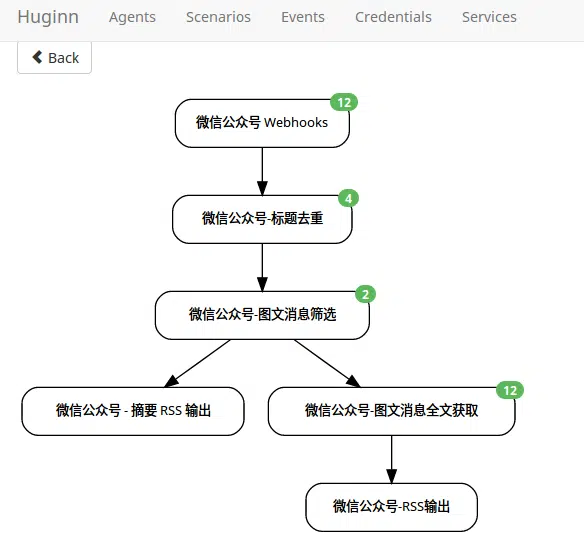 Huginn Agents Scenarios Events Credentials Services
Back
12
微信公众号 Webhooks
4
微信公众号-标题去重
2
微信公众号-图文消息筛选
微信公众号 - 摘要 RSS 输出
12
微信公众号-图文消息全文获取
微信公众号-RSS输出